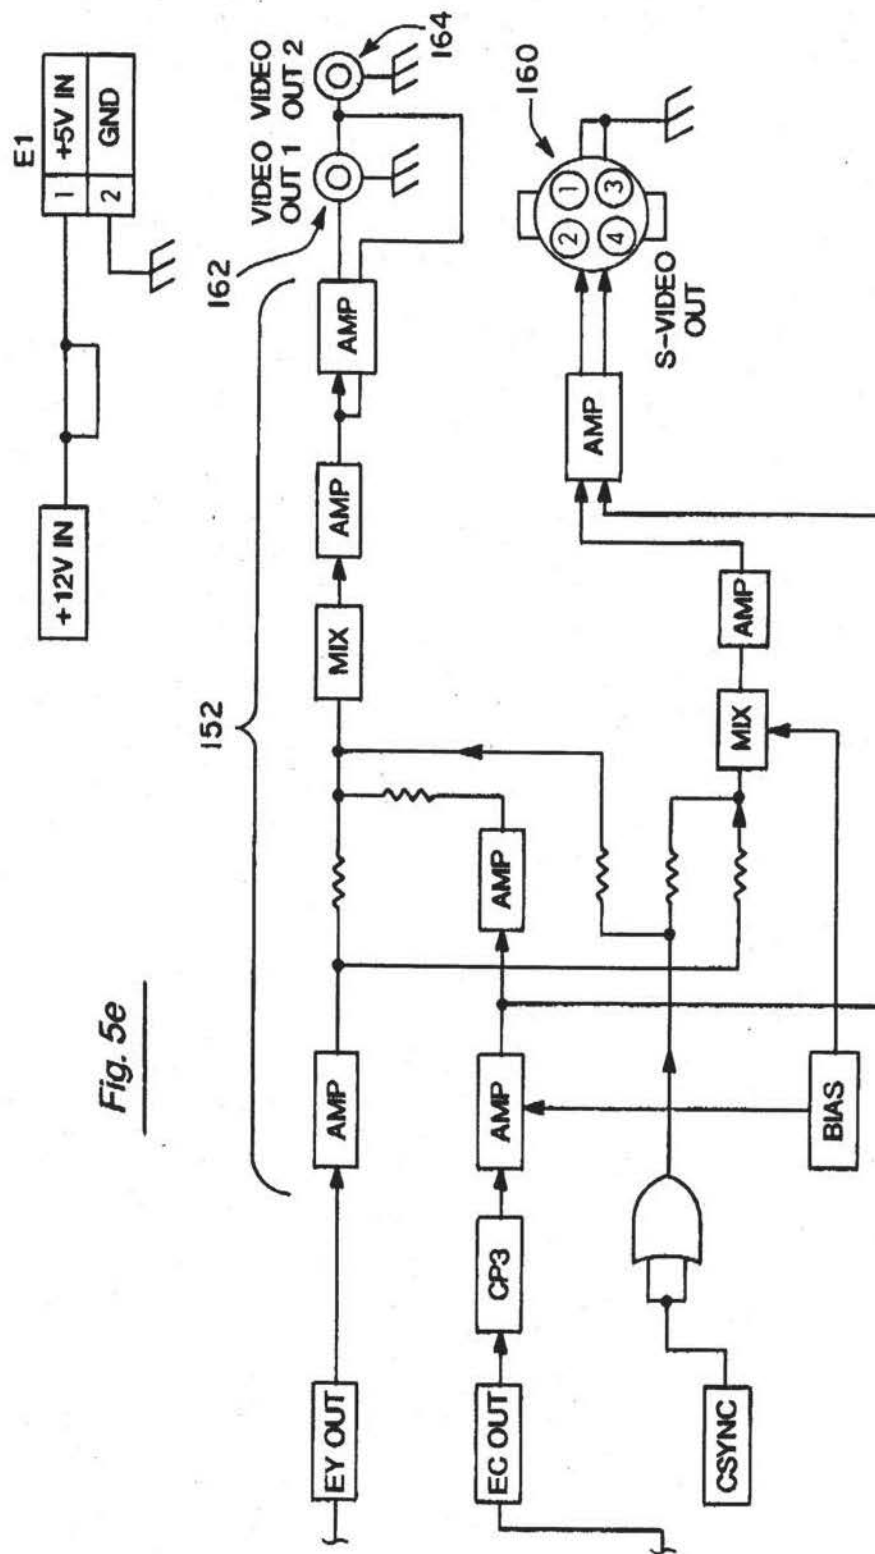 +12V IN
E1
1 +5V IN
2 GND
152
162
VIDEO OUT 1
VIDEO OUT 2
164
EY OUT
AMP
MIX
AMP
AMP
EC OUT
CP3
AMP
AMP
CSYNC
BIAS
MIX
AMP
AMP
S-VIDEO
OUT
160
2
1
4
3
Fig. 5e